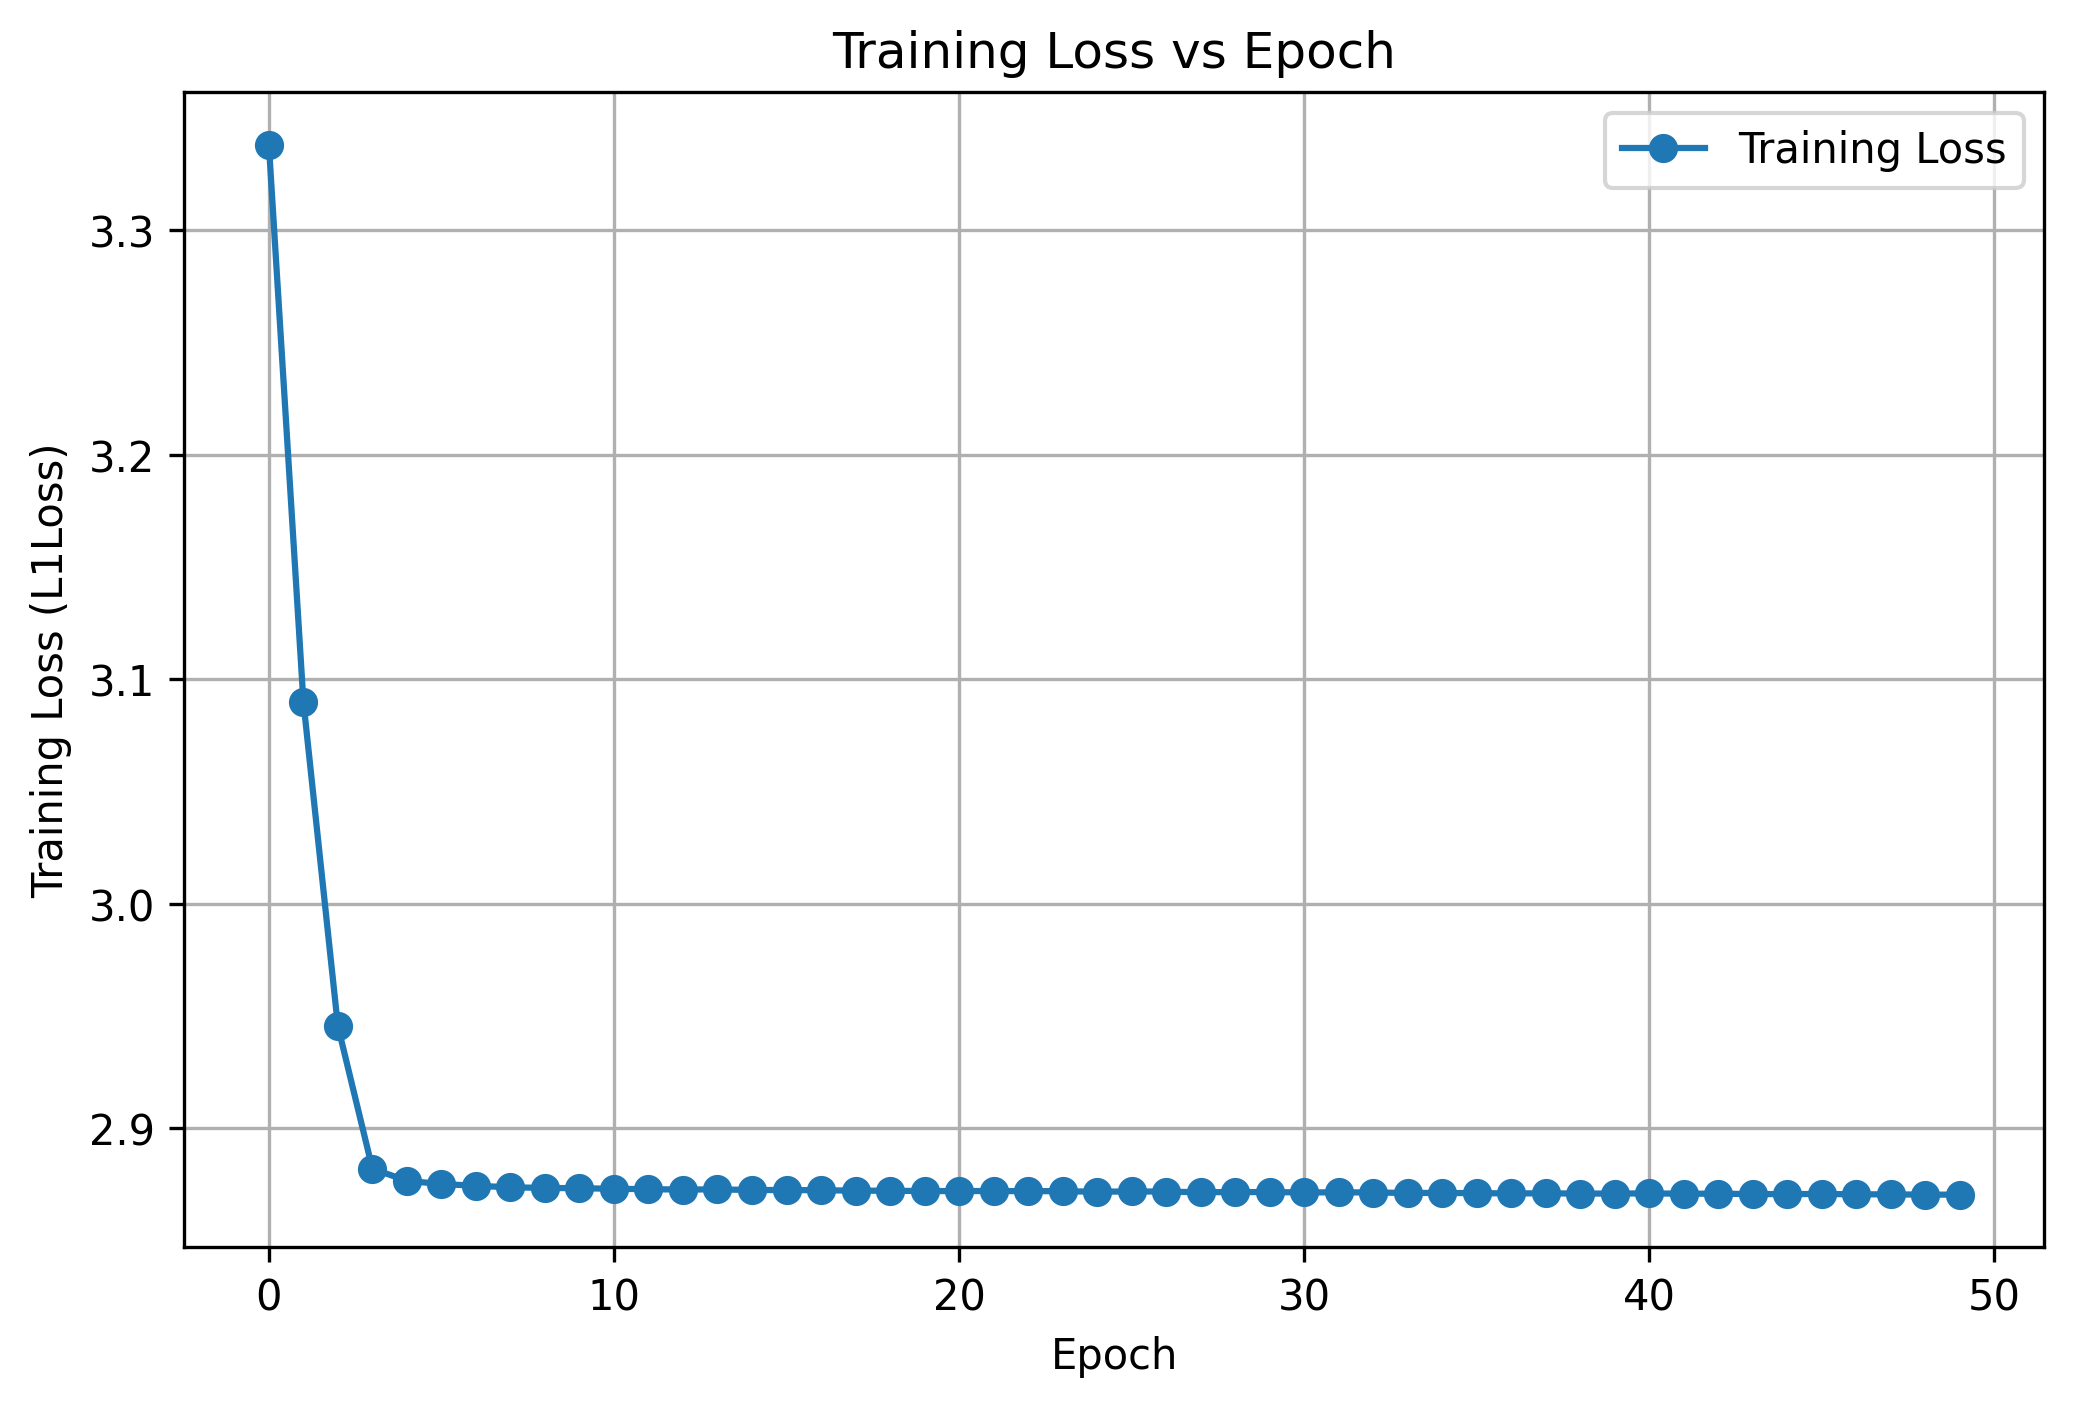 Training Loss vs Epoch
Training Loss
Training Loss (L1Loss)
3.3
3.2
3.1
3.0
2.9
0 10 20 30 40 50
Epoch